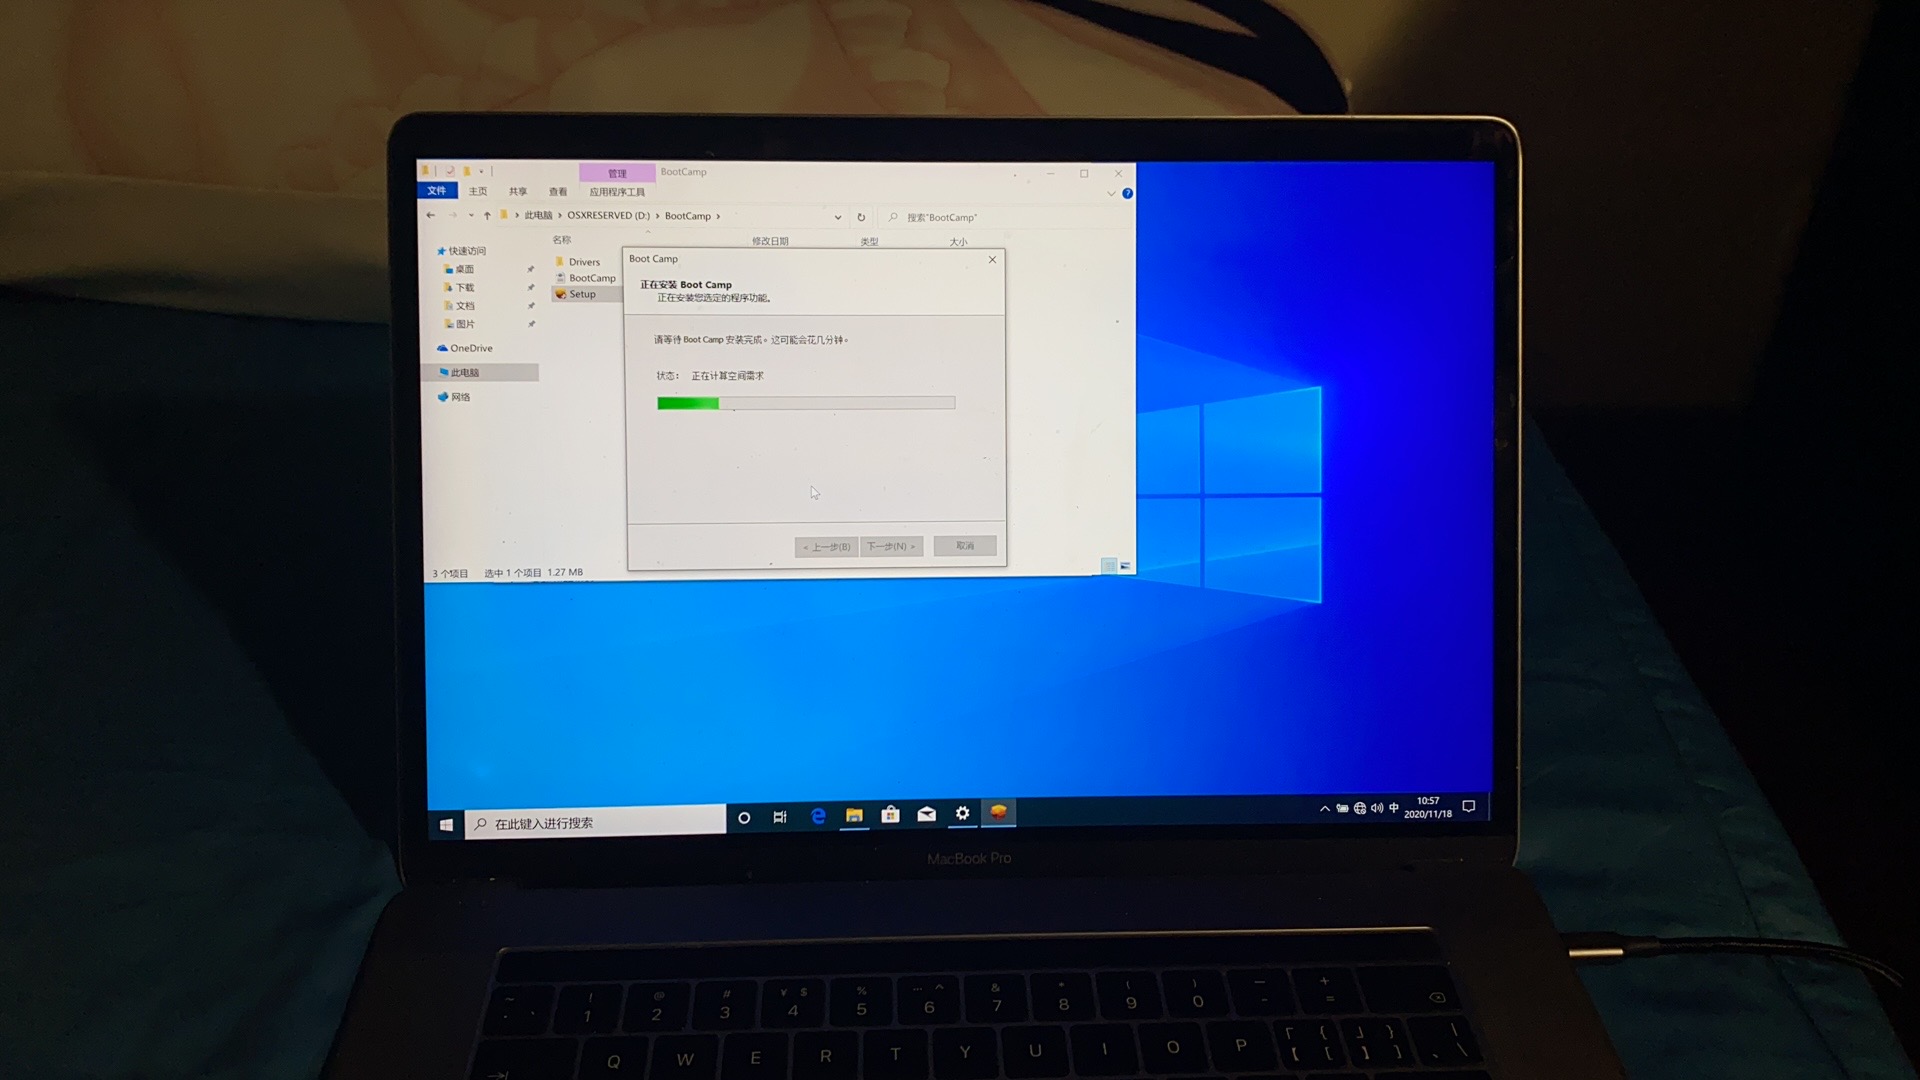 管理
BootCamp
文件
主页
共享
查看
应用程序工具
此电脑 > OSXRESERVED (D:) > BootCamp >
搜索"BootCamp"
名称
修改日期
类型
大小
快速访问
桌面
下载
文档
图片
OneDrive
此电脑
网络
Drivers
BootCamp
Setup
Boot Camp
正在安装 Boot Camp
正在安装您选定的程序功能。
请等待 Boot Camp 安装完成。这可能会花几分钟。
状态： 正在计算空间需求
< 上一步(B)
下一步(N) >
取消
3 个项目
选中 1 个项目 1.27 MB
在此键入进行搜索
中
10:57
2020/11/18
MacBook Pro
~ ! @ # ¥ $ % … ^ & * ( ) — + 
· ` 1 2 3 4 5 6 7 8 9 0 - =
Q W E R T Y U I O P 「 { 」 } |
【 [ 】 ] 、 \